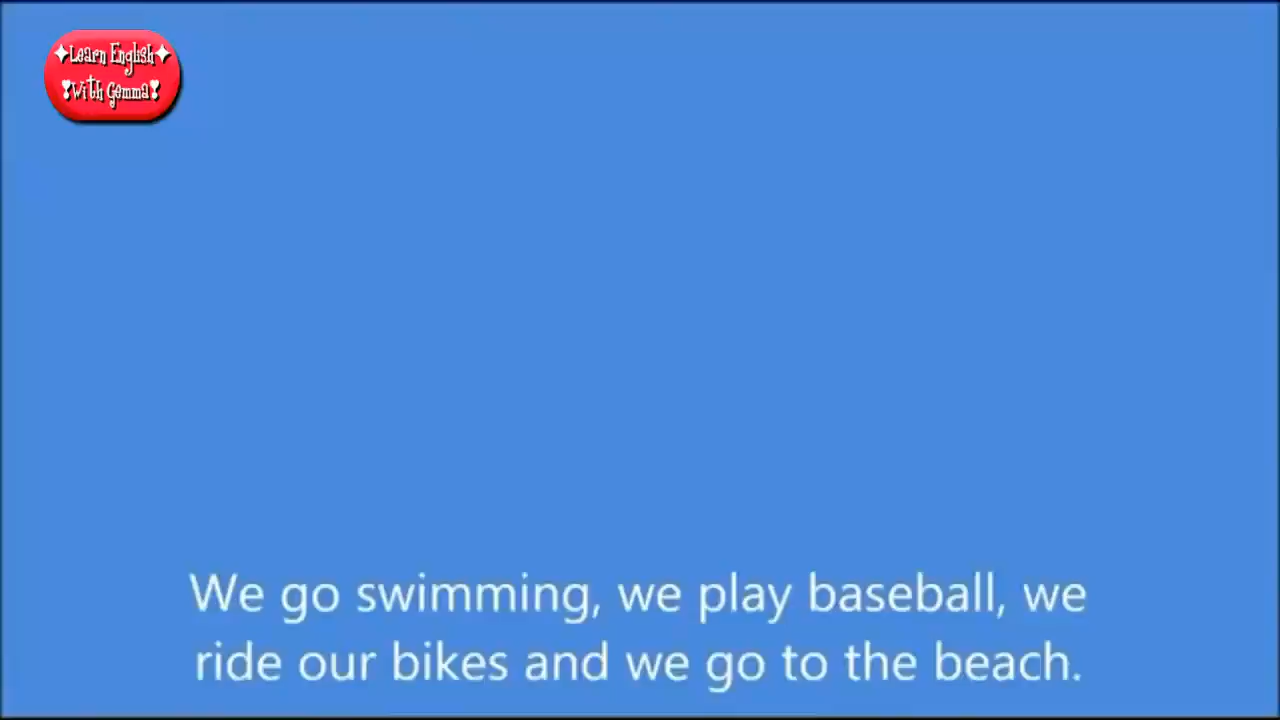 Learn English
With Gemma
We go swimming, we play baseball, we
ride our bikes and we go to the beach.